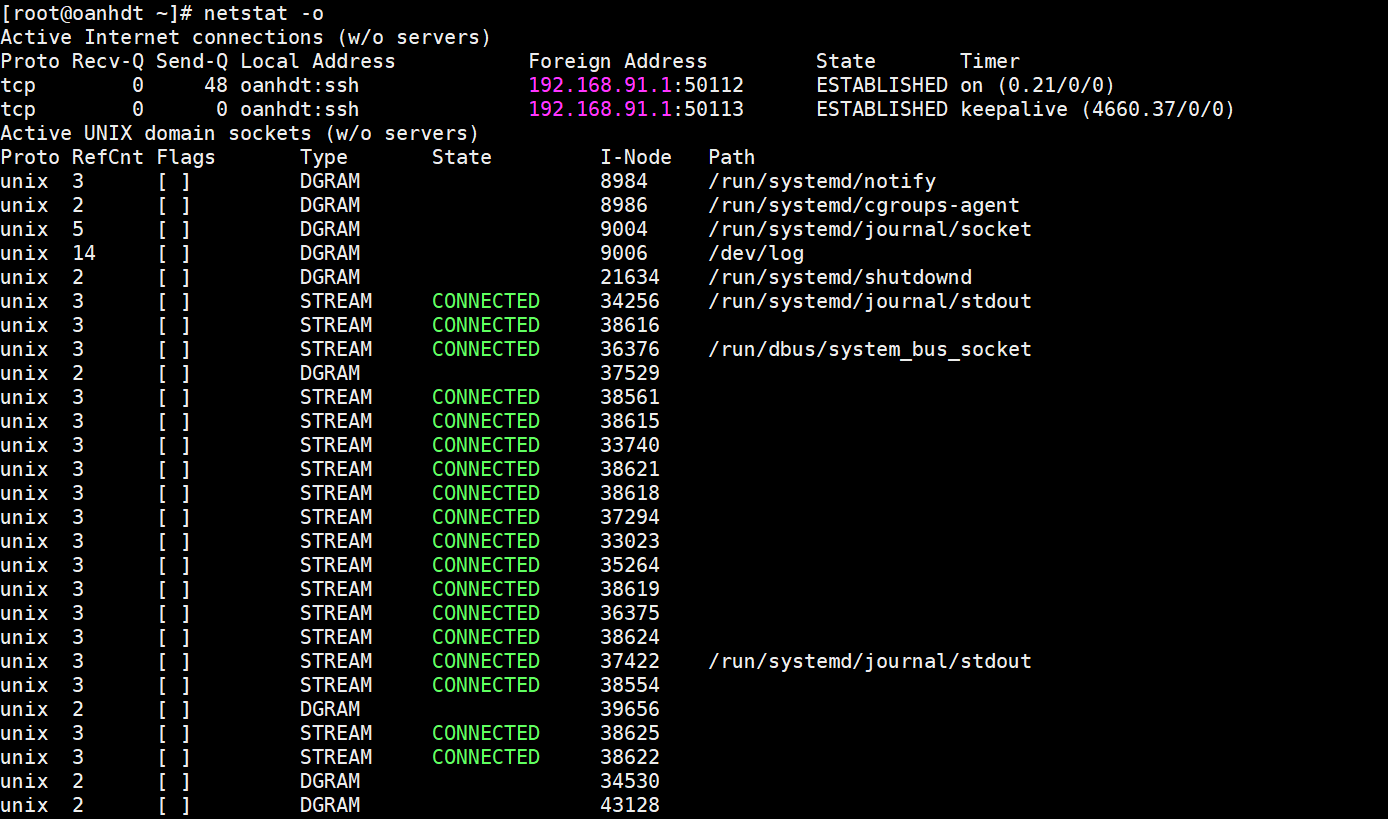 [root@oanhdt ~]# netstat -o
Active Internet connections (w/o servers)
Proto Recv-Q Send-Q Local Address           Foreign Address         State       Timer
tcp        0     48 oanhdt:ssh              192.168.91.1:50112      ESTABLISHED on (0.21/0/0)
tcp        0      0 oanhdt:ssh              192.168.91.1:50113      ESTABLISHED keepalive (4660.37/0/0)
Active UNIX domain sockets (w/o servers)
Proto RefCnt Flags       Type       State         I-Node   Path
unix  3      [ ]         DGRAM                    8984     /run/systemd/notify
unix  2      [ ]         DGRAM                    8986     /run/systemd/cgroups-agent
unix  5      [ ]         DGRAM                    9004     /run/systemd/journal/socket
unix  14     [ ]         DGRAM                    9006     /dev/log
unix  2      [ ]         DGRAM                    21634    /run/systemd/shutdownd
unix  3      [ ]         STREAM     CONNECTED     34256    /run/systemd/journal/stdout
unix  3      [ ]         STREAM     CONNECTED     38616
unix  3      [ ]         STREAM     CONNECTED     36376    /run/dbus/system_bus_socket
unix  2      [ ]         DGRAM                    37529
unix  3      [ ]         STREAM     CONNECTED     38561
unix  3      [ ]         STREAM     CONNECTED     38615
unix  3      [ ]         STREAM     CONNECTED     33740
unix  3      [ ]         STREAM     CONNECTED     38621
unix  3      [ ]         STREAM     CONNECTED     38618
unix  3      [ ]         STREAM     CONNECTED     37294
unix  3      [ ]         STREAM     CONNECTED     33023
unix  3      [ ]         STREAM     CONNECTED     35264
unix  3      [ ]         STREAM     CONNECTED     38619
unix  3      [ ]         STREAM     CONNECTED     36375
unix  3      [ ]         STREAM     CONNECTED     38624
unix  3      [ ]         STREAM     CONNECTED     37422    /run/systemd/journal/stdout
unix  3      [ ]         STREAM     CONNECTED     38554
unix  2      [ ]         DGRAM                    39656
unix  3      [ ]         STREAM     CONNECTED     38625
unix  3      [ ]         STREAM     CONNECTED     38622
unix  2      [ ]         DGRAM                    34530
unix  2      [ ]         DGRAM                    43128